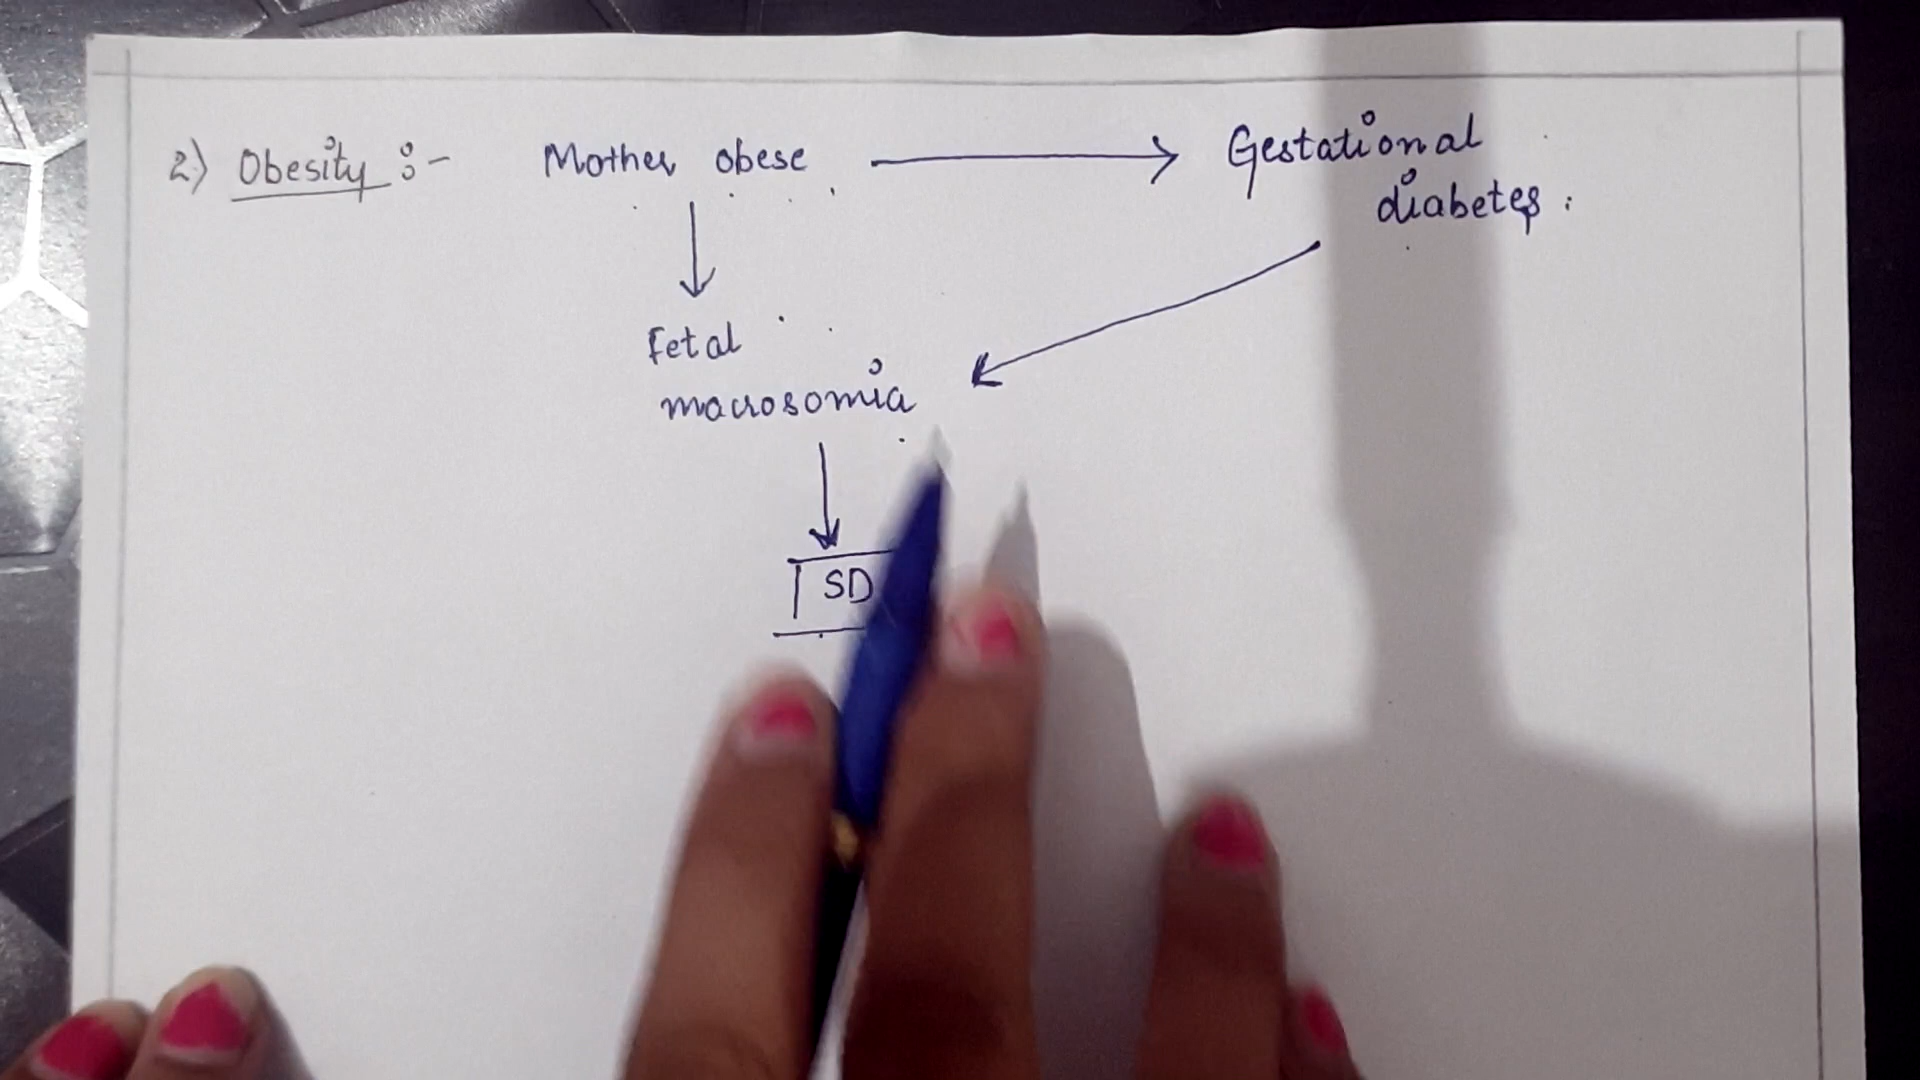 2) Obesity :- Mother obese → Gestational
diabetes.
Fetal
macrosomia
SD